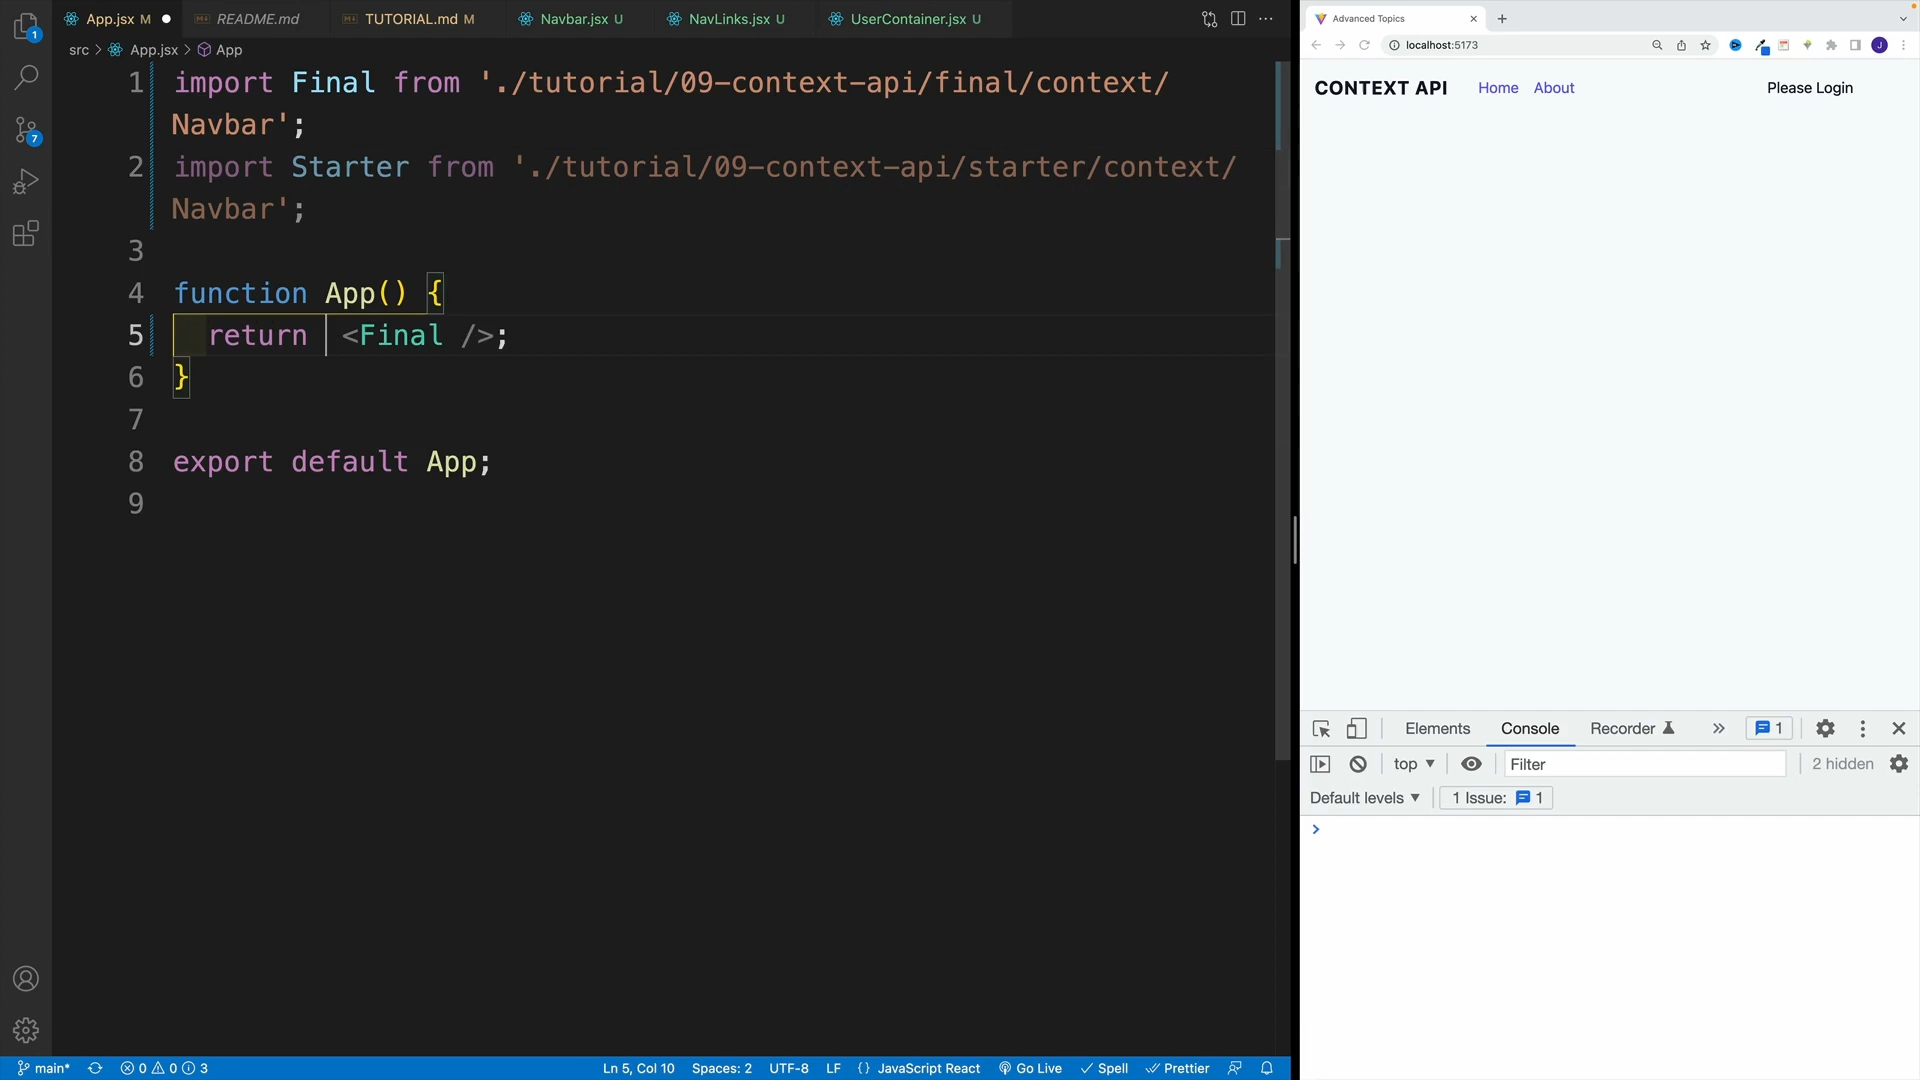 App.jsx M
README.md
TUTORIAL.md M
Navbar.jsx U
NavLinks.jsx U
UserContainer.jsx U
src > App.jsx > App
1 import Final from './tutorial/09-context-api/final/context/
Navbar';
2 import Starter from './tutorial/09-context-api/starter/context/
Navbar';
3
4 function App() {
5 return <Final />;
6 }
7
8 export default App;
9
1
7
main*
0 0 3
Ln 5, Col 10
Spaces: 2
UTF-8
LF
{} JavaScript React
Go Live
Spell
Prettier
Advanced Topics
localhost:5173
J
CONTEXT API
Home
About
Please Login
Elements
Console
Recorder
1
top
Filter
2 hidden
Default levels
1 Issue: 1